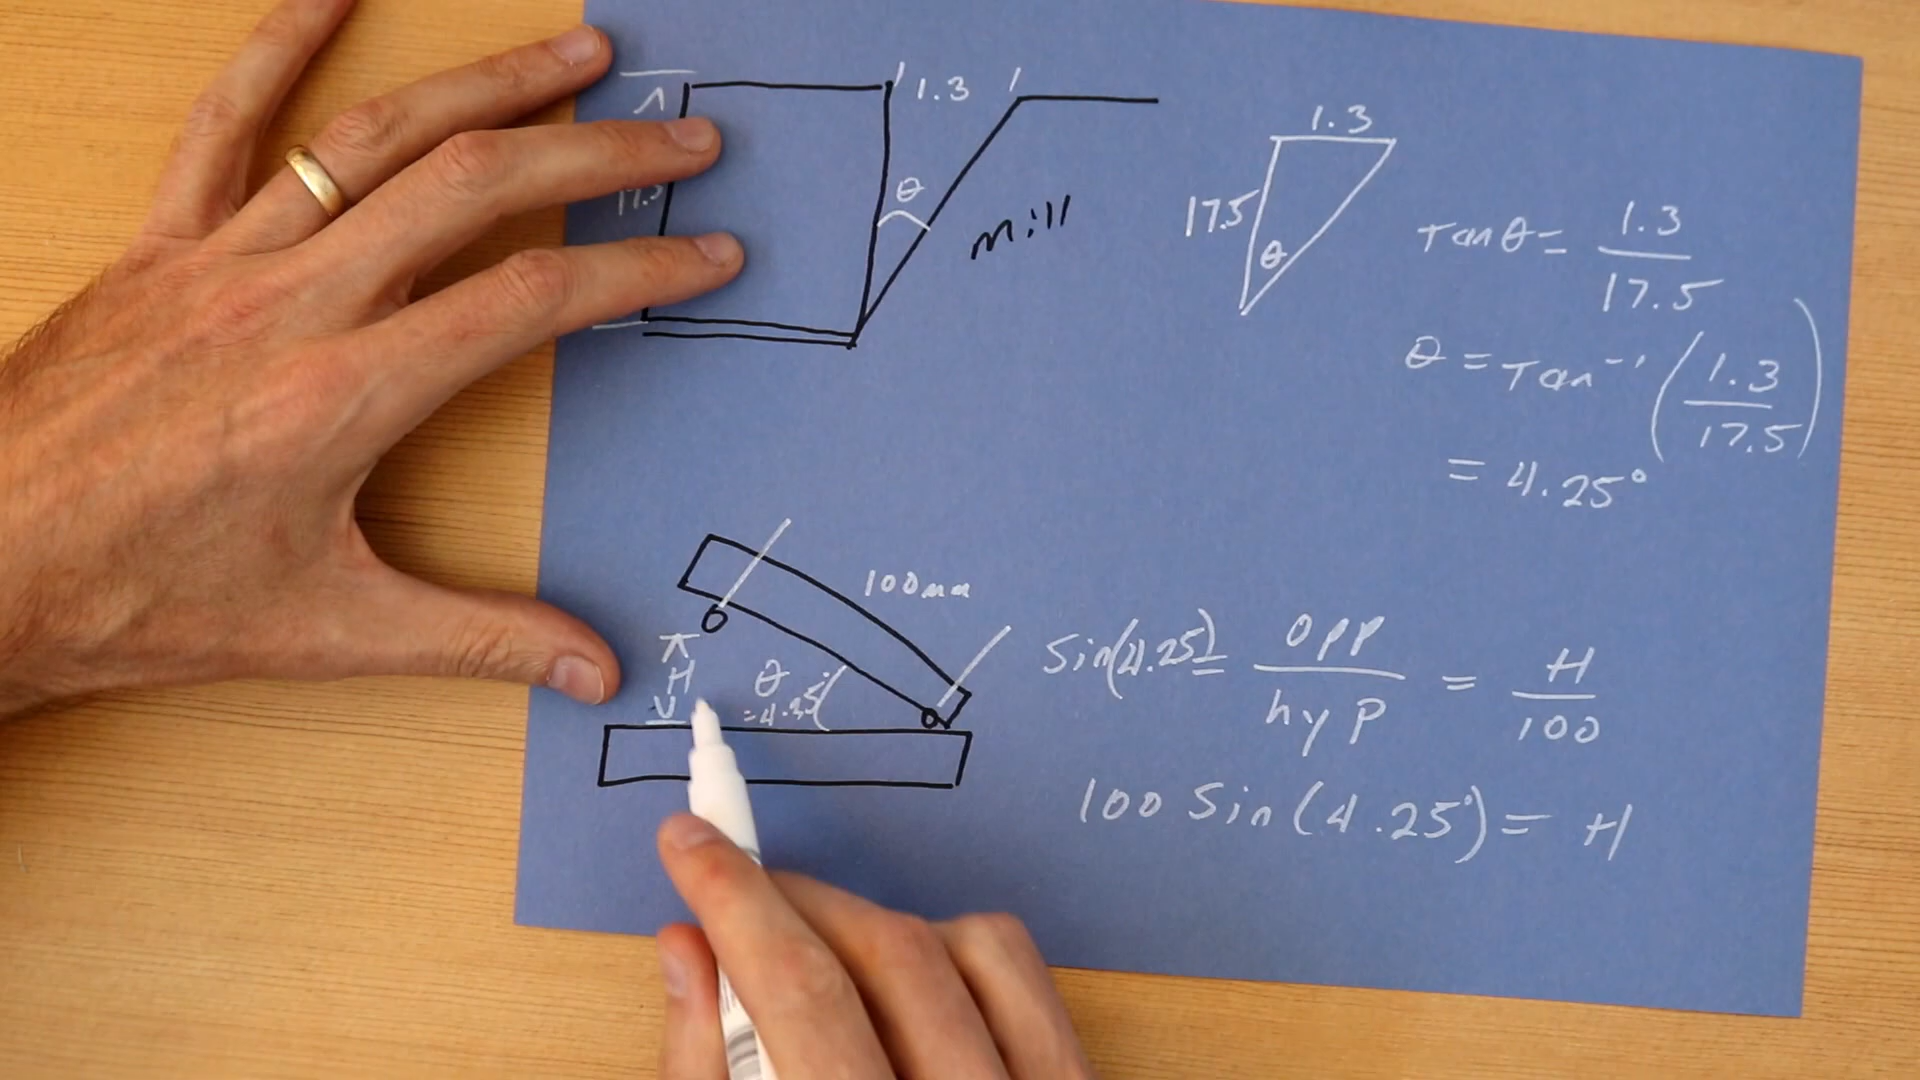 1.3
17.5
θ
mill
1.3
17.5
θ
Tanθ = 1.3
17.5
θ = Tan⁻¹ (1.3
17.5)
= 4.25°
100mm
H
θ
= 4.25°
Sin(4.25) = opp
hyp
= H
100
100 Sin(4.25°) = H